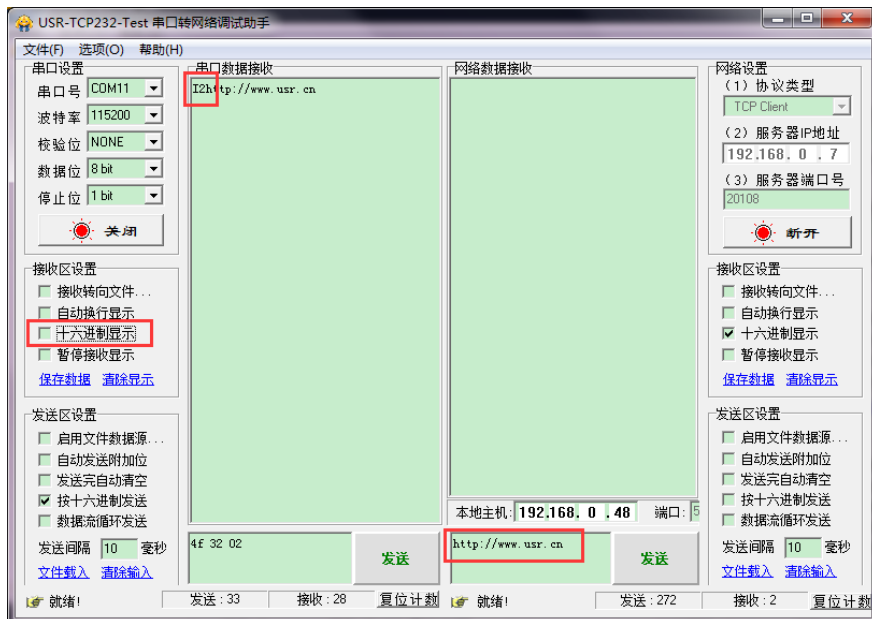 USR-TCP232-Test 串口转网络调试助手
文件(F) 选项(O) 帮助(H)
串口设置
串口号 COM11
波特率 115200
校验位 NONE
数据位 8 bit
停止位 1 bit
关闭
接收区设置
接收转向文件...
自动换行显示
十六进制显示
暂停接收显示
保存数据 清除显示
发送区设置
启用文件数据源...
自动发送附加位
发送完自动清空
按十六进制发送
数据流循环发送
发送间隔 10 毫秒
文件载入 清除输入
就绪!
串口数据接收
I2http://www.usr.cn
4f 32 02
发送
发送 : 33 接收 : 28 复位计数
网络数据接收
本地主机: 192.168. 0 .48 端口: 5
http://www.usr.cn
发送
就绪! 发送 : 272 接收 : 2 复位计数
网络设置
(1) 协议类型
TCP Client
(2) 服务器IP地址
192.168. 0 . 7
(3) 服务器端口号
20108
断开
接收区设置
接收转向文件...
自动换行显示
十六进制显示
暂停接收显示
保存数据 清除显示
发送区设置
启用文件数据源...
自动发送附加位
发送完自动清空
按十六进制发送
数据流循环发送
发送间隔 10 毫秒
文件载入 清除输入